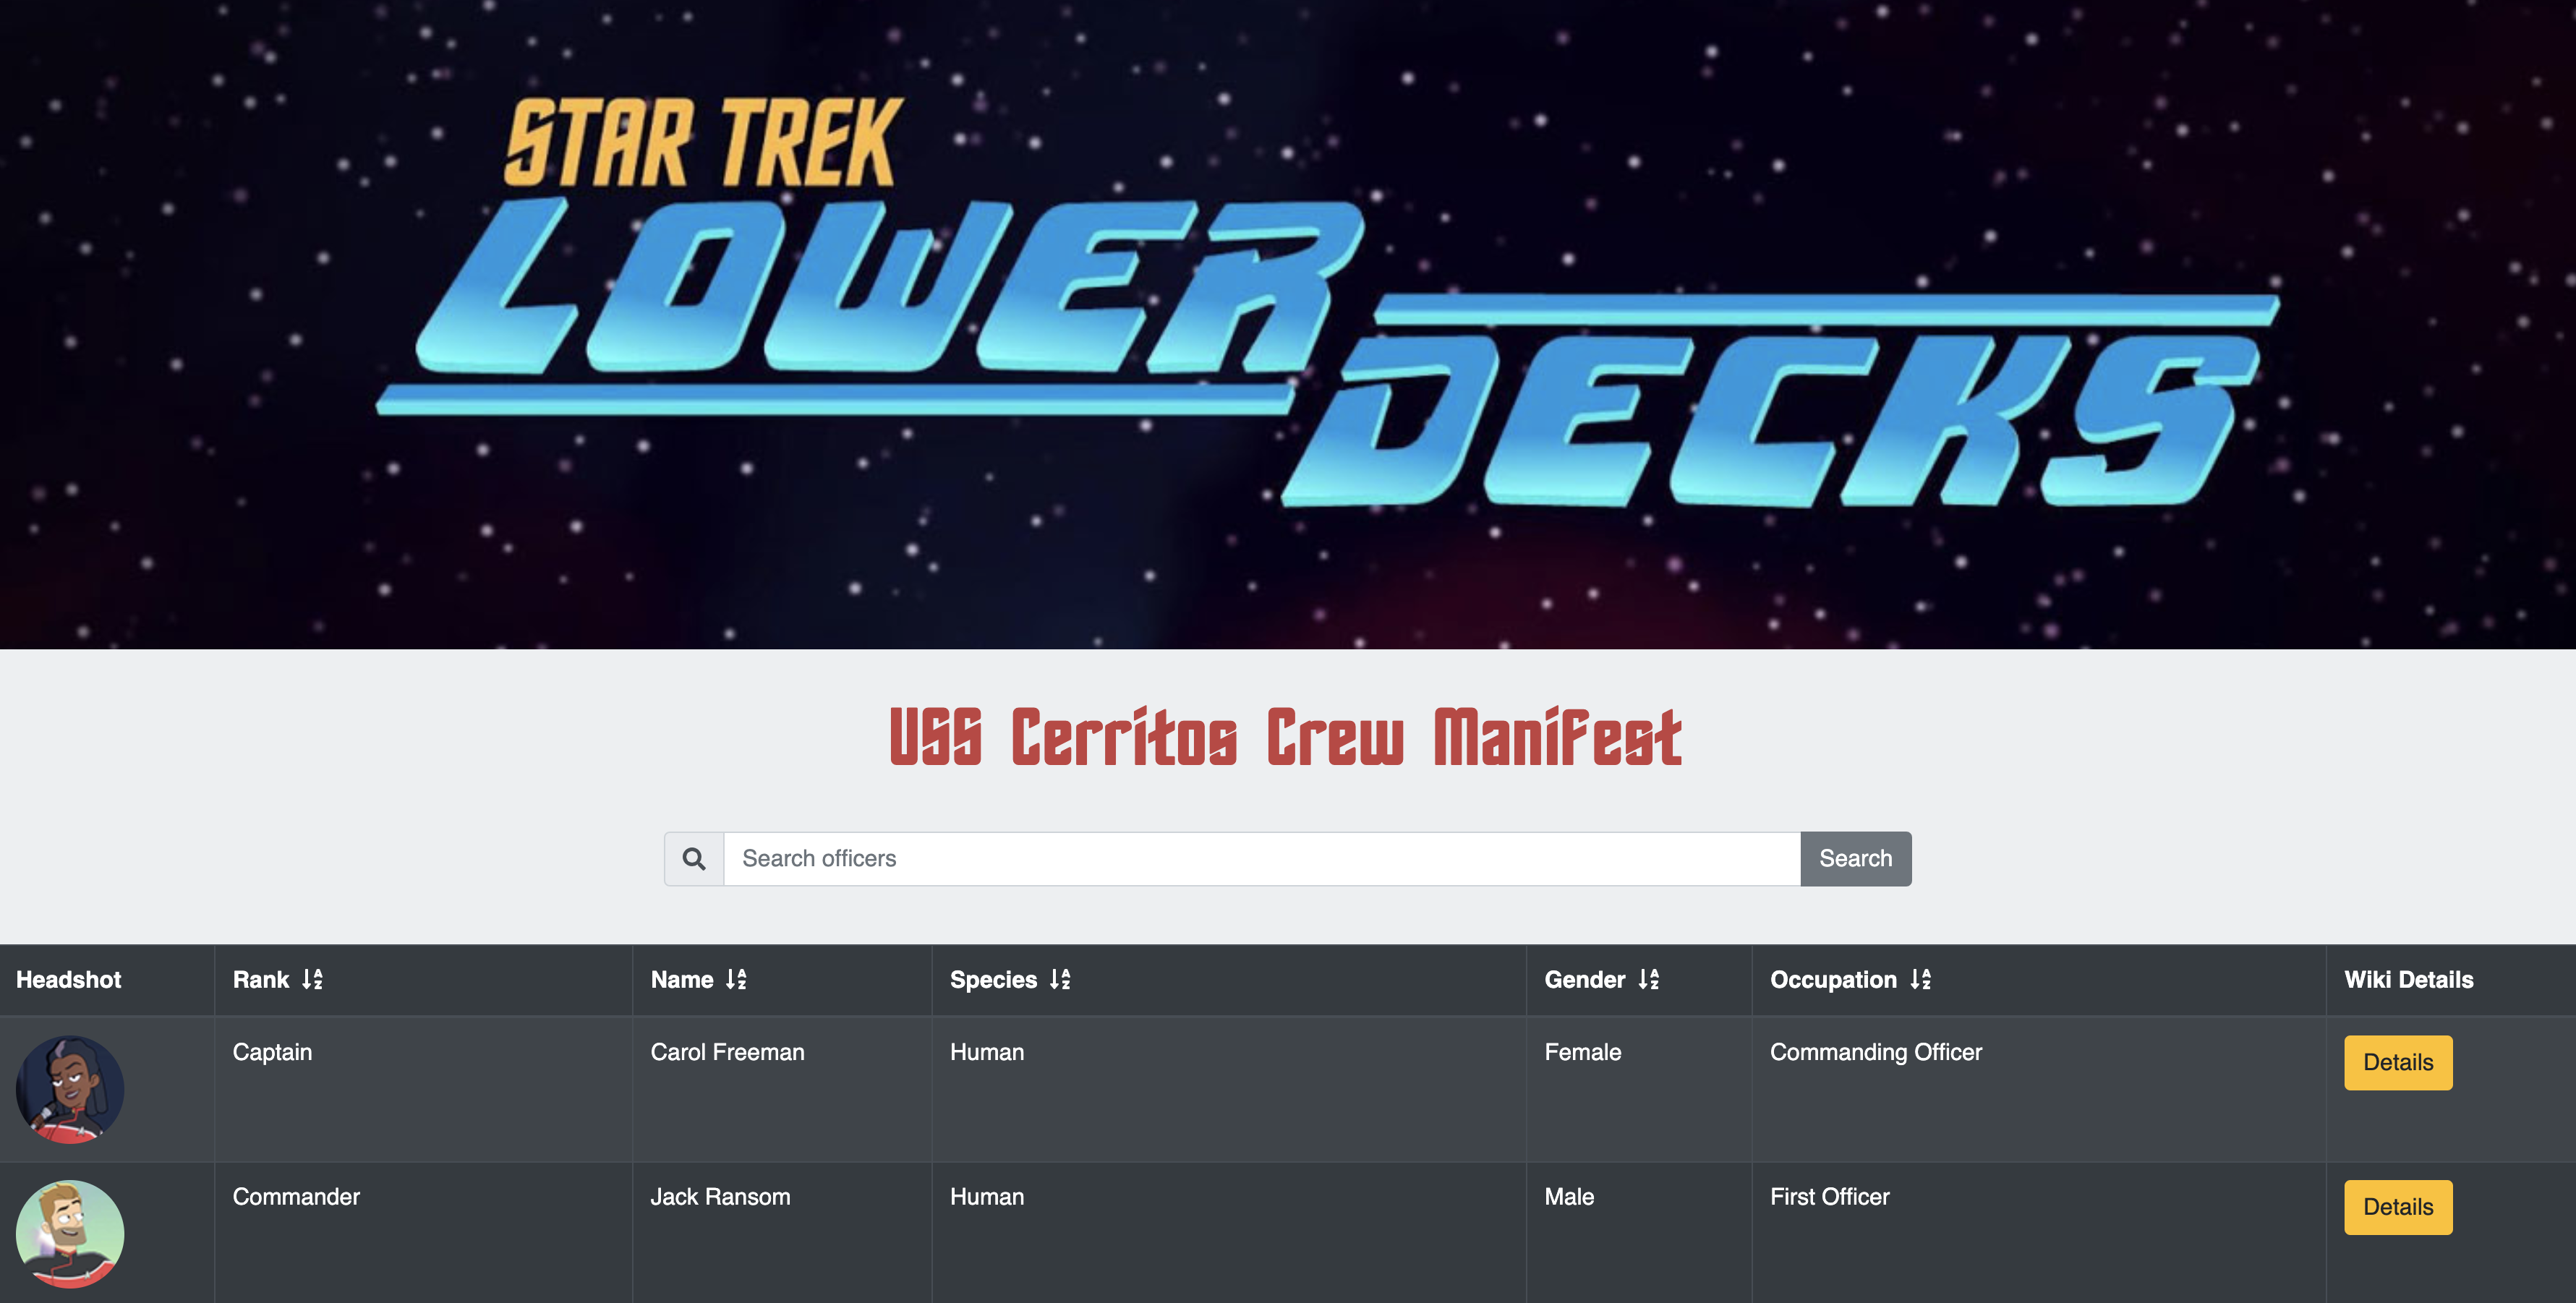 STAR TREK
LOWER
DECKS
USS Cerritos Crew Manifest
Search officers Search
Headshot Rank Name Species Gender Occupation Wiki Details
Captain Carol Freeman Human Female Commanding Officer Details
Commander Jack Ransom Human Male First Officer Details